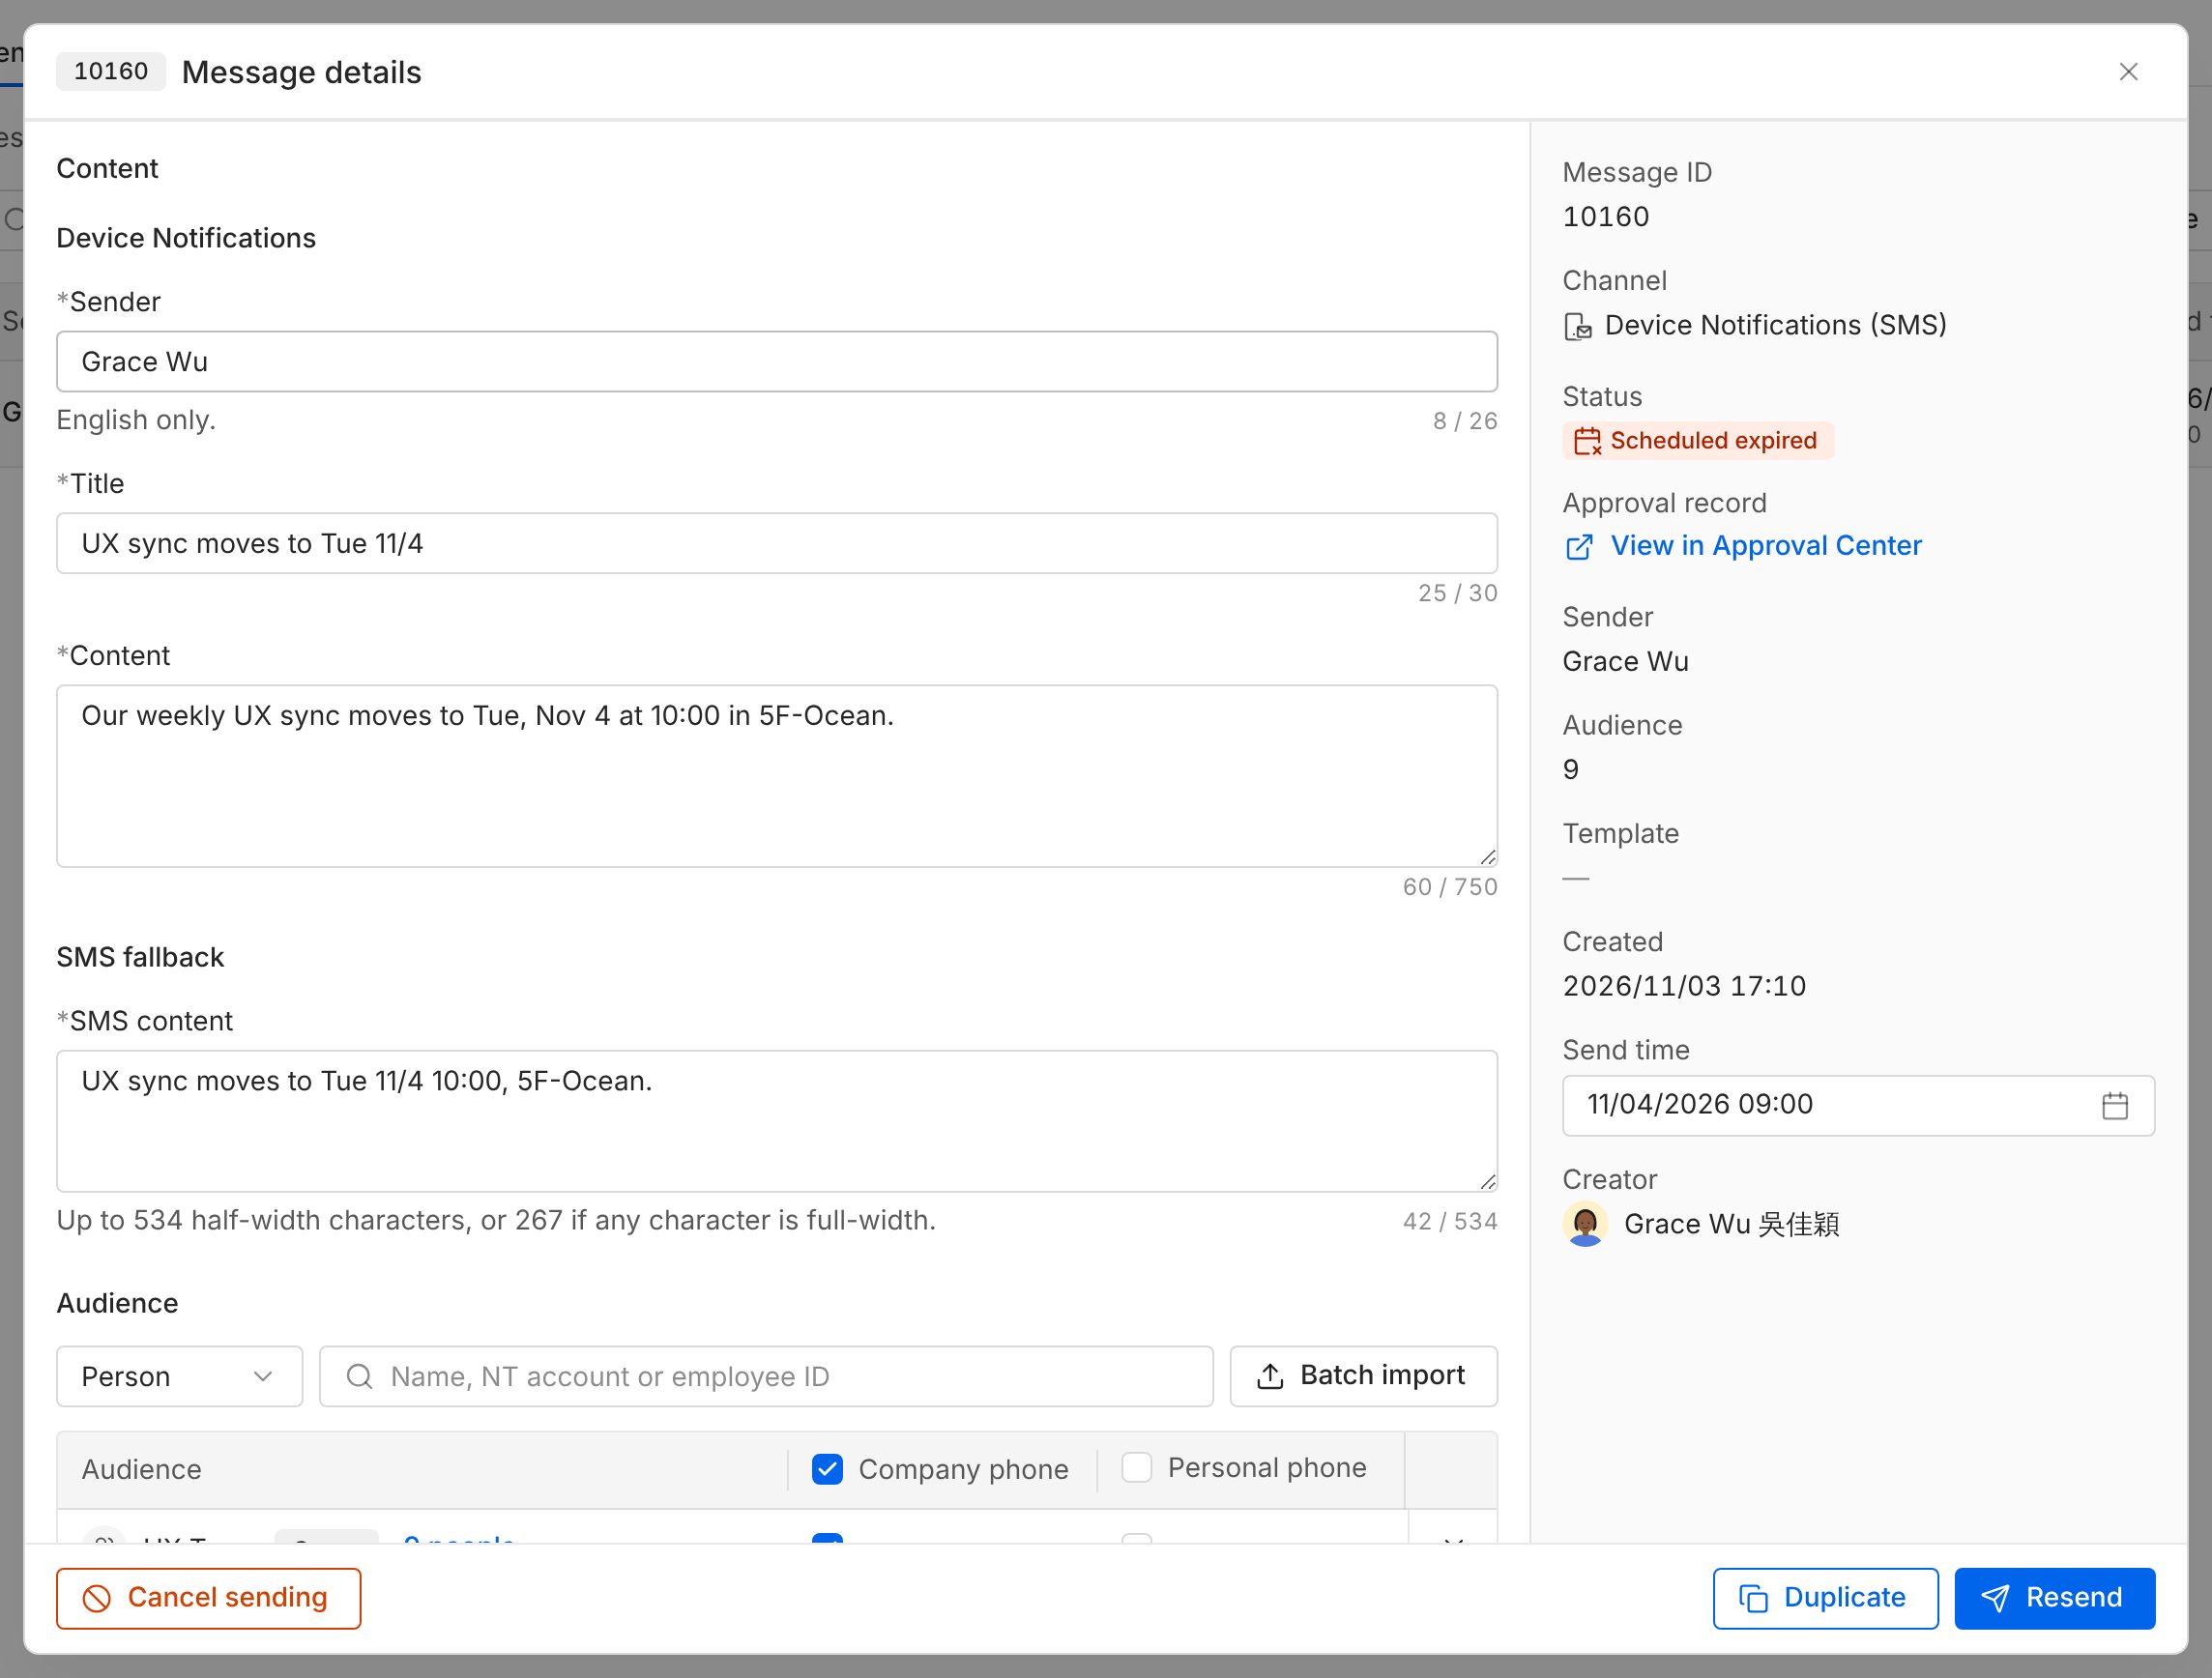 10160 Message details
Content
Device Notifications
*Sender
Grace Wu
English only. 8 / 26
*Title
UX sync moves to Tue 11/4
25 / 30
*Content
Our weekly UX sync moves to Tue, Nov 4 at 10:00 in 5F-Ocean.
60 / 750
SMS fallback
*SMS content
UX sync moves to Tue 11/4 10:00, 5F-Ocean.
Up to 534 half-width characters, or 267 if any character is full-width. 42 / 534
Audience
Person Name, NT account or employee ID Batch import
Audience Company phone Personal phone
Message ID
10160
Channel
Device Notifications (SMS)
Status
Scheduled expired
Approval record
View in Approval Center
Sender
Grace Wu
Audience
9
Template
—
Created
2026/11/03 17:10
Send time
11/04/2026 09:00
Creator
Grace Wu 吳佳穎
Cancel sending Duplicate Resend